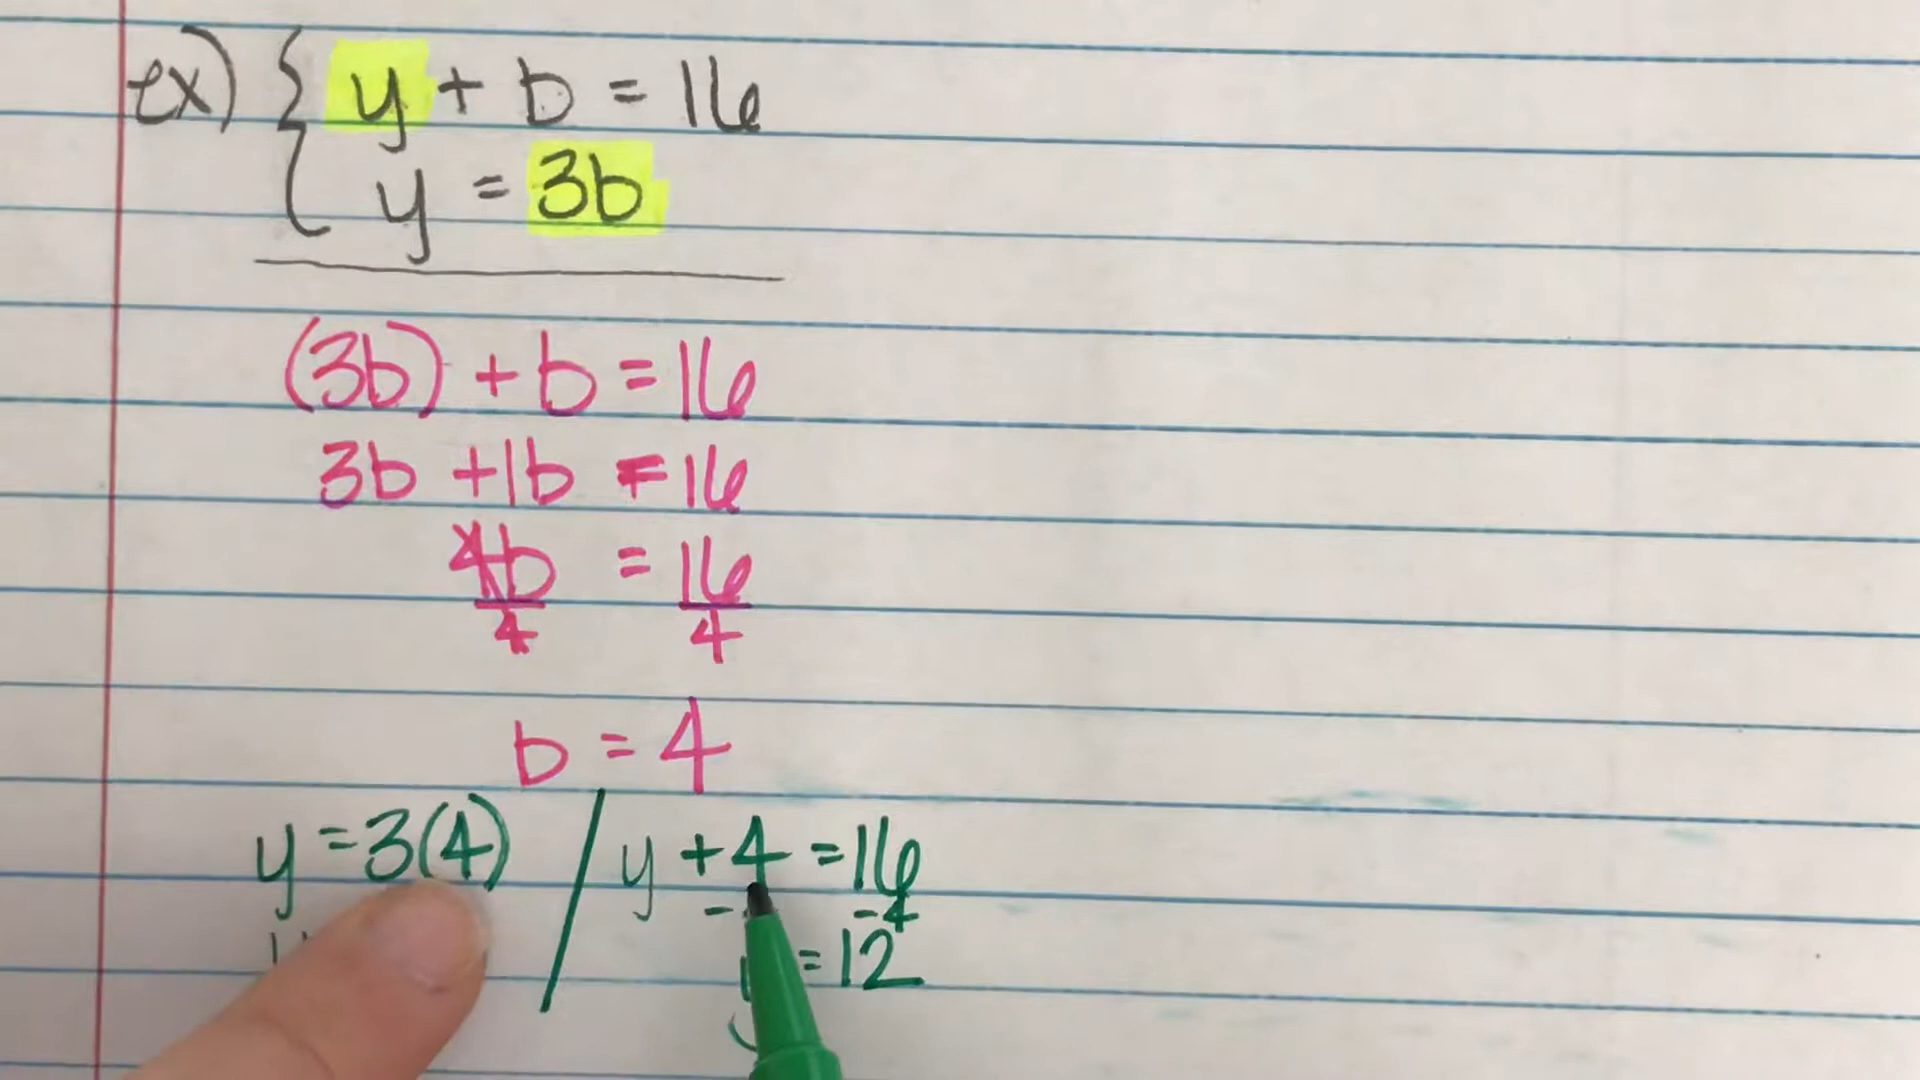 ex) { y + b = 16
y = 3b
(3b) + b = 16
3b + 1b = 16
4b = 16
4 4
b = 4
y = 3(4) / y + 4 = 16
- -4
= 12